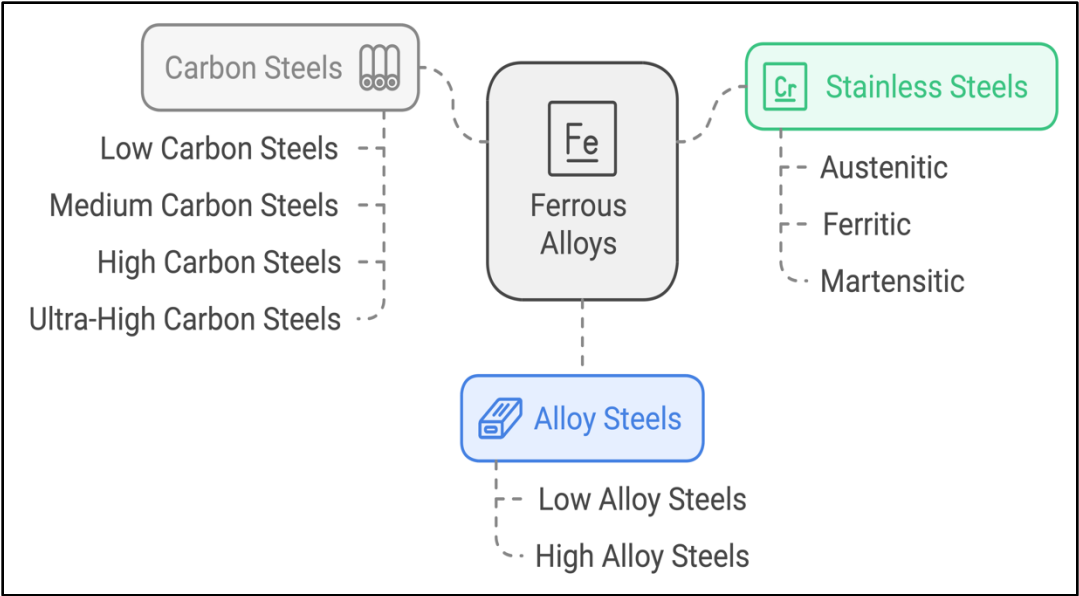 Carbon Steels
Low Carbon Steels
Medium Carbon Steels
High Carbon Steels
Ultra-High Carbon Steels
Fe
Ferrous
Alloys
Cr
Stainless Steels
Austenitic
Ferritic
Martensitic
Alloy Steels
Low Alloy Steels
High Alloy Steels